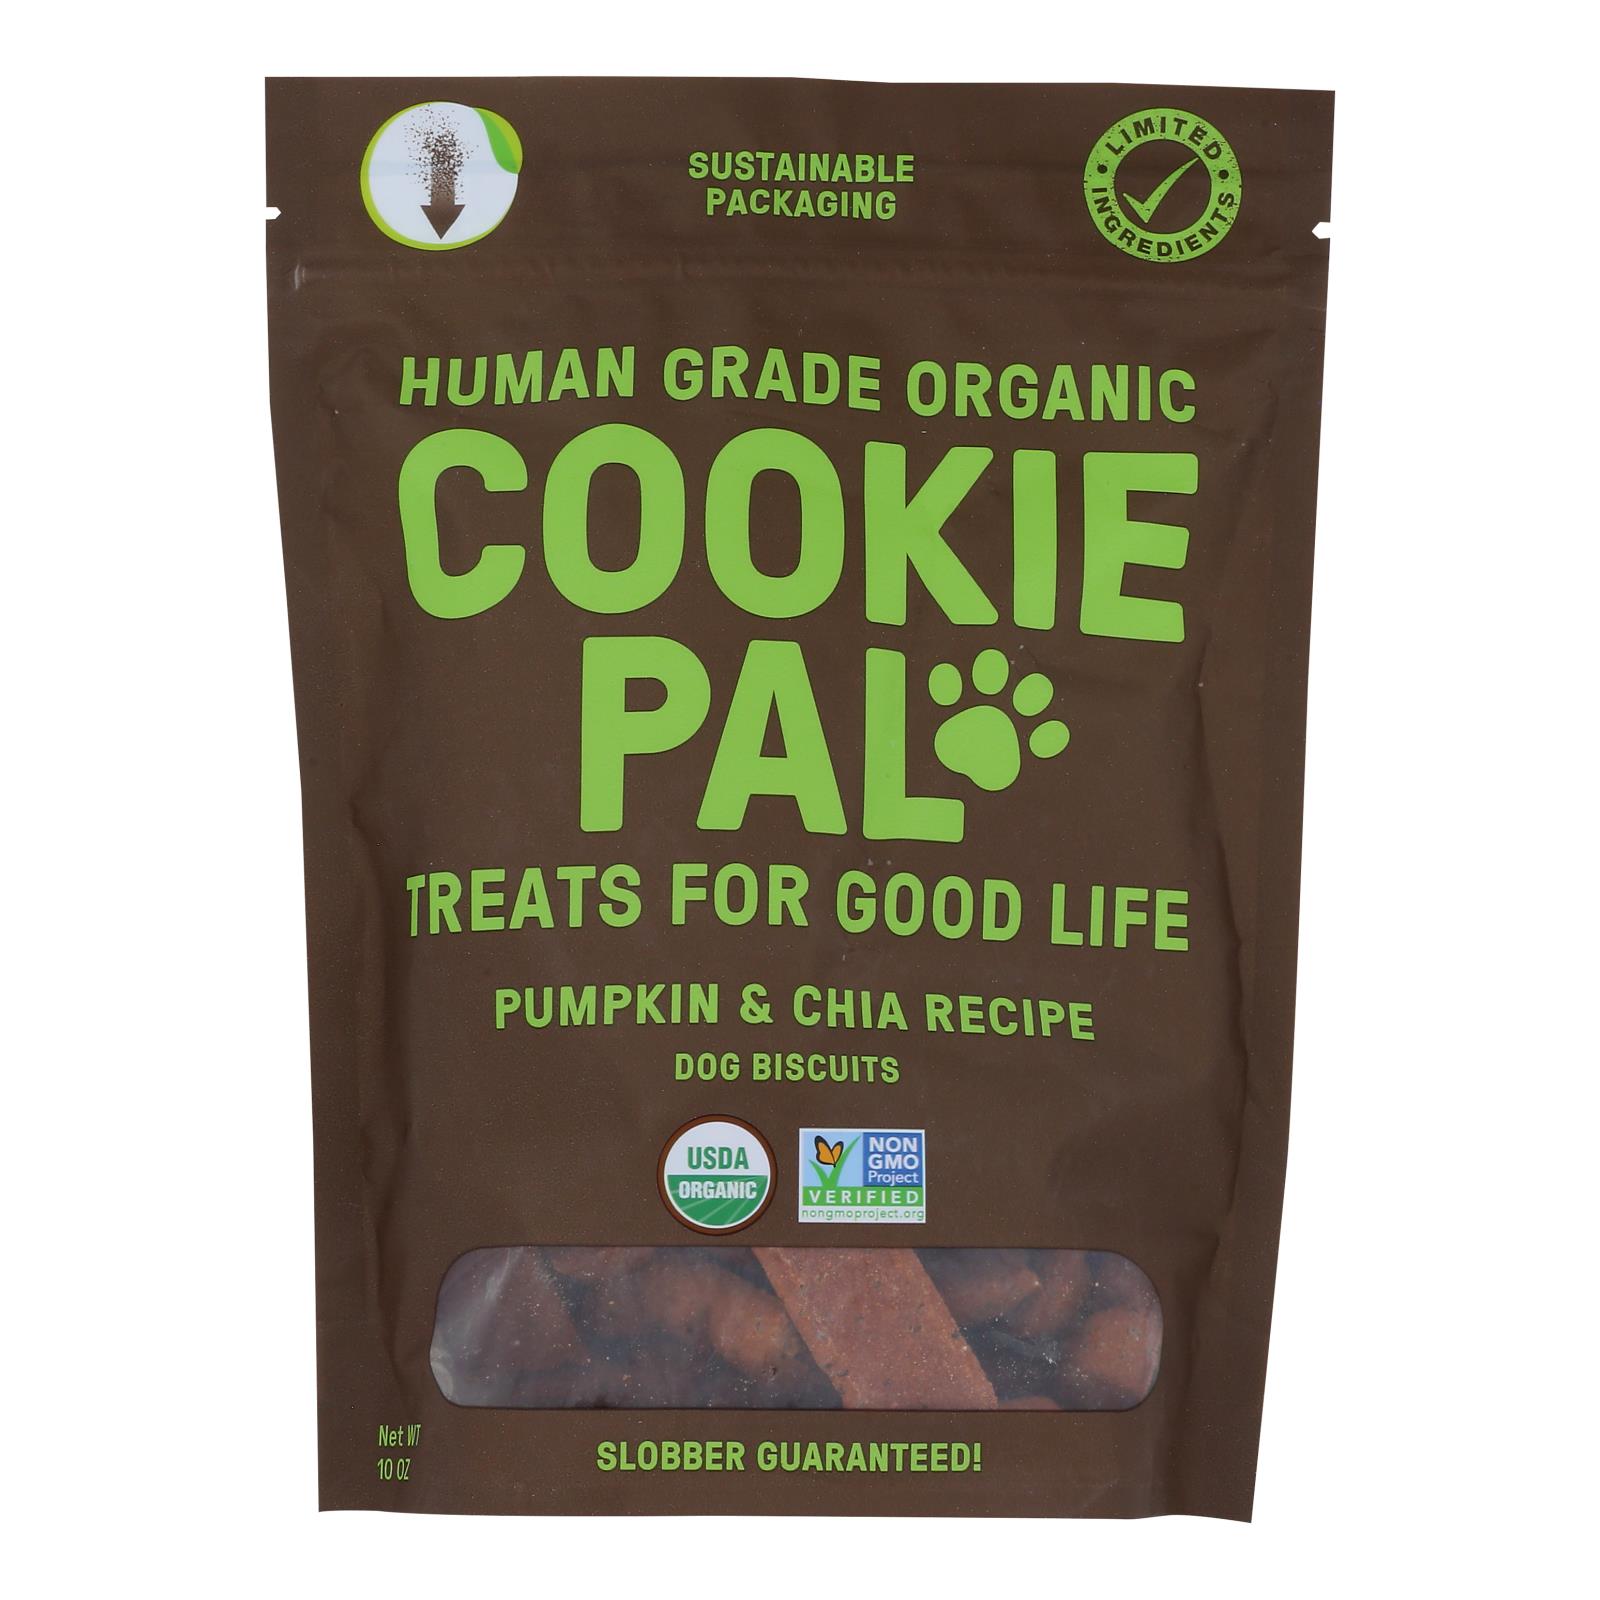 SUSTAINABLE
PACKAGING
LIMITED
INGREDIENTS
HUMAN GRADE ORGANIC
COOKIE
PAL
TREATS FOR GOOD LIFE
PUMPKIN & CHIA RECIPE
DOG BISCUITS
USDA
ORGANIC
NON
GMO
Project
VERIFIED
nongmoproject.org
Net WT
10 OZ
SLOBBER GUARANTEED!